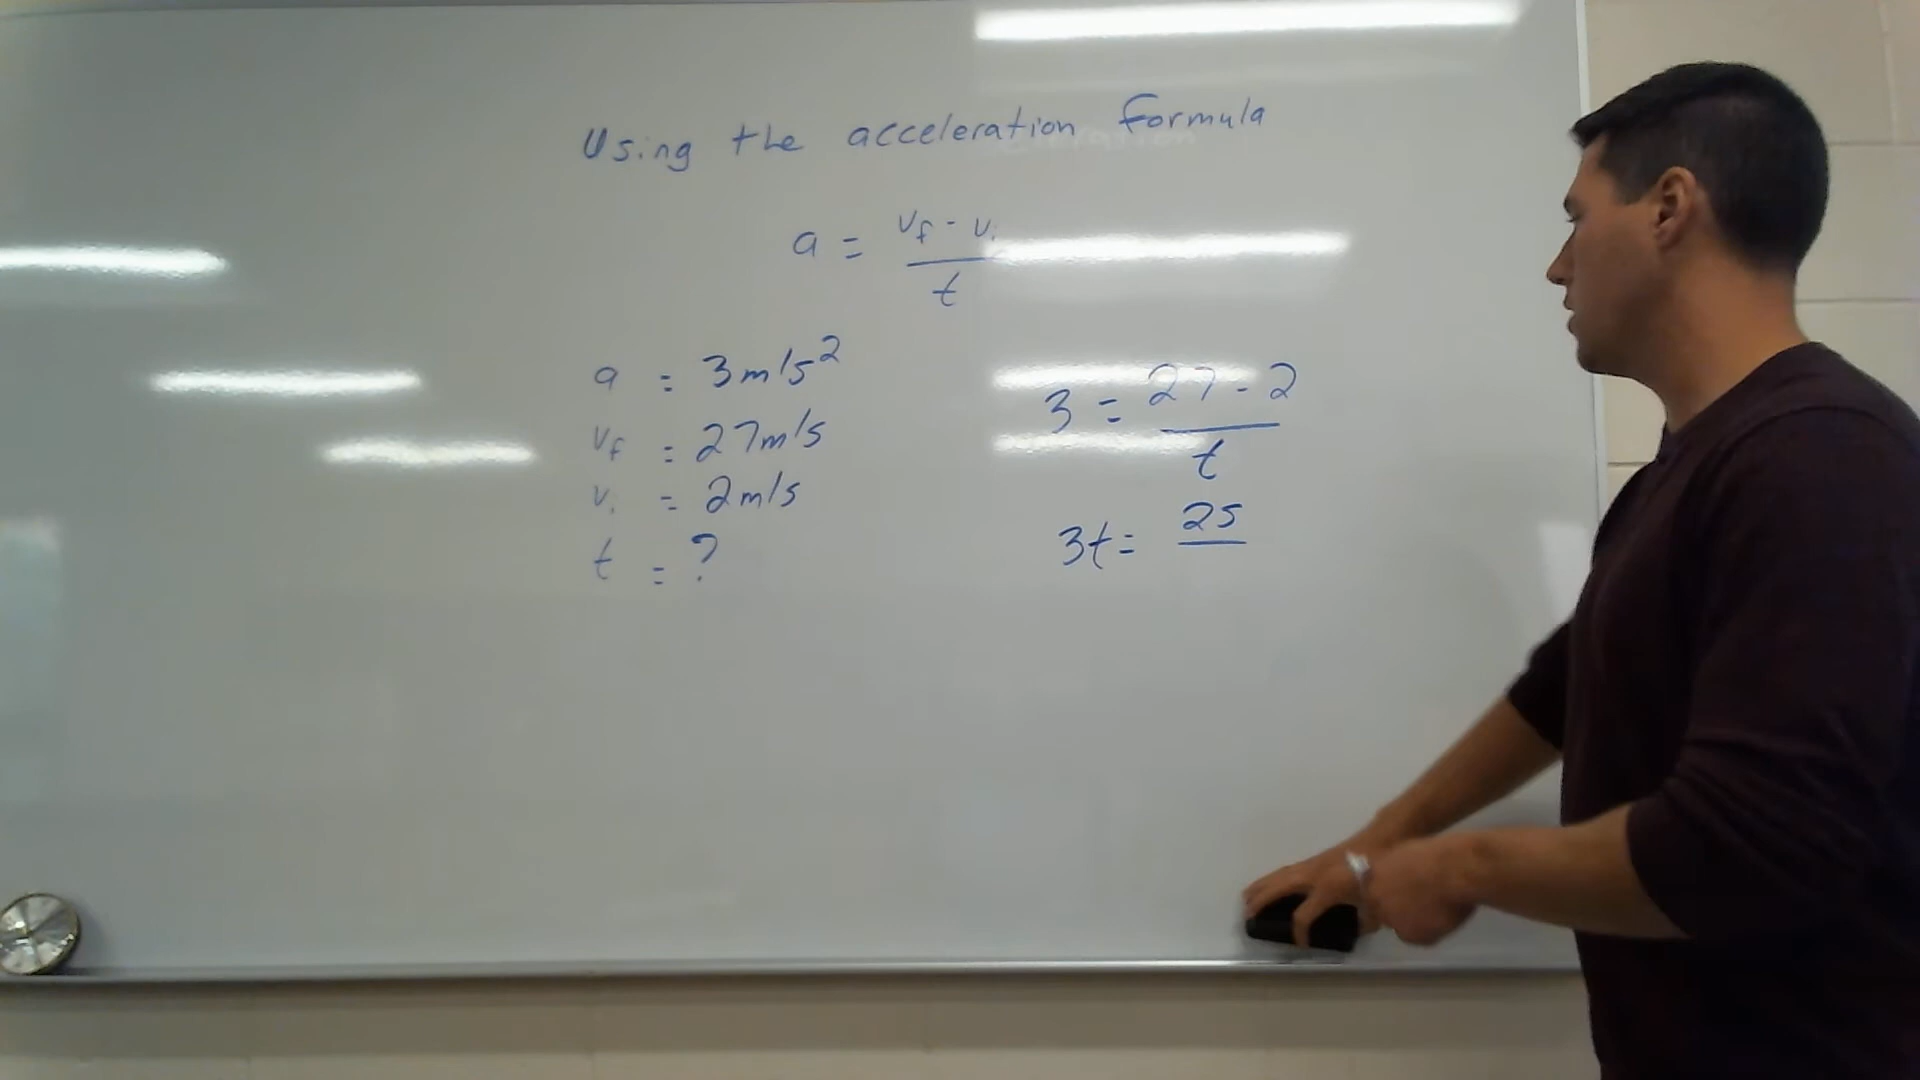 Using the acceleration formula
a = vf - vi
t
a = 3m/s²
vf = 27m/s
vi = 2m/s
t = ?
3 = 27 - 2
t
3t = 25